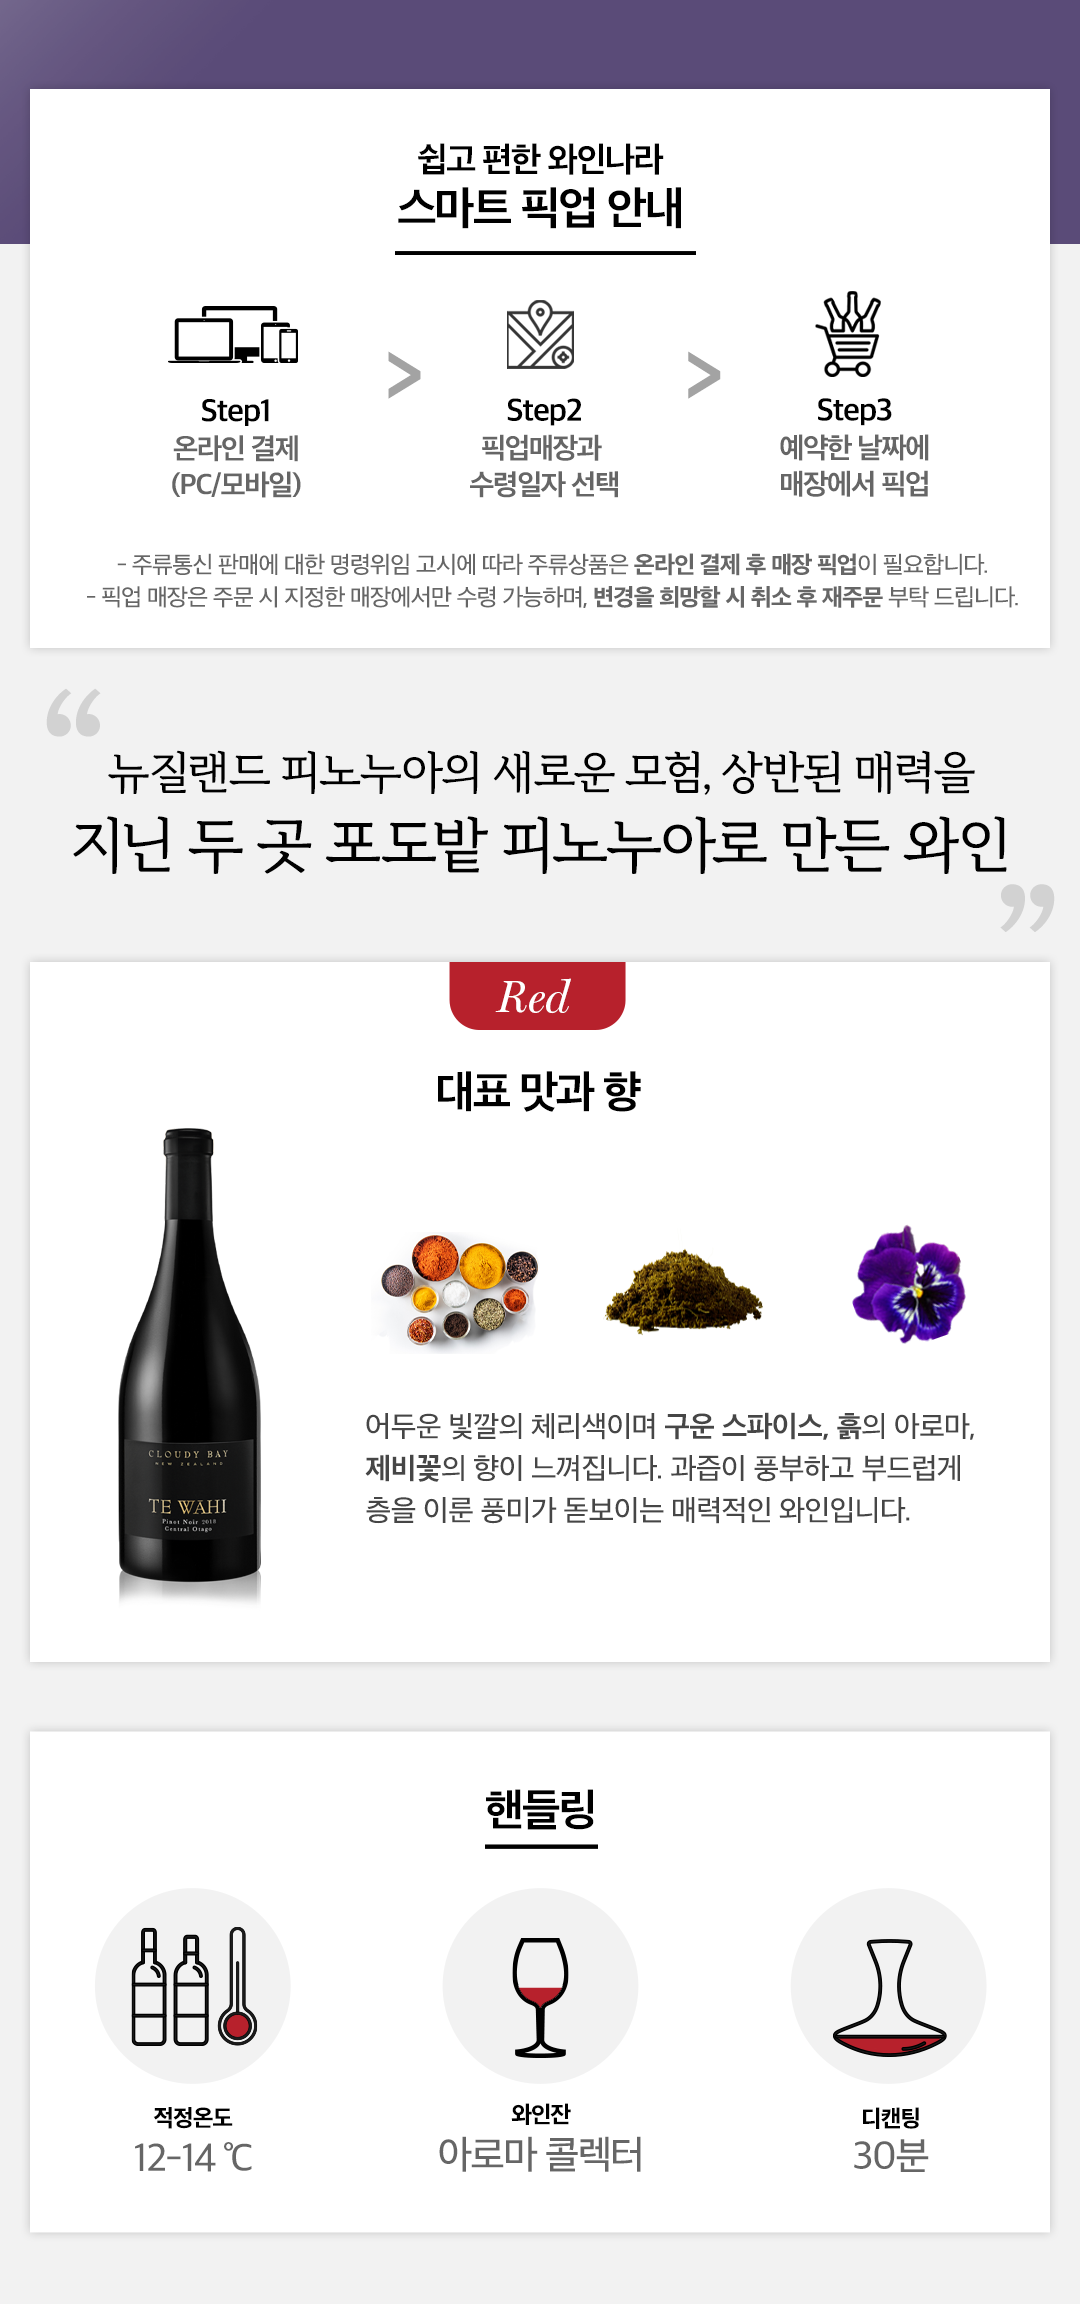 쉽고 편한 와인나라
스마트 픽업 안내
>
>
Step1
온라인 결제
(PC/모바일)
Step2
픽업매장과
수령일자 선택
Step3
예약한 날짜에
매장에서 픽업
- 주류통신 판매에 대한 명령위임 고시에 따라 주류상품은 온라인 결제 후 매장 픽업이 필요합니다.
- 픽업 매장은 주문 시 지정한 매장에서만 수령 가능하며, 변경을 희망할 시 취소 후 재주문 부탁 드립니다.
“
뉴질랜드 피노누아의 새로운 모험, 상반된 매력을
지닌 두 곳 포도밭 피노누아로 만든 와인
”
Red
대표 맛과 향
CLOUDY BAY
NEW ZEALAND
TE WĀHI
Pinot Noir 2018
Central Otago
어두운 빛깔의 체리색이며 구운 스파이스, 흙의 아로마,
제비꽃의 향이 느껴집니다. 과즙이 풍부하고 부드럽게
층을 이룬 풍미가 돋보이는 매력적인 와인입니다.
핸들링
적정온도
12-14 ℃
와인잔
아로마 콜렉터
디캔팅
30분